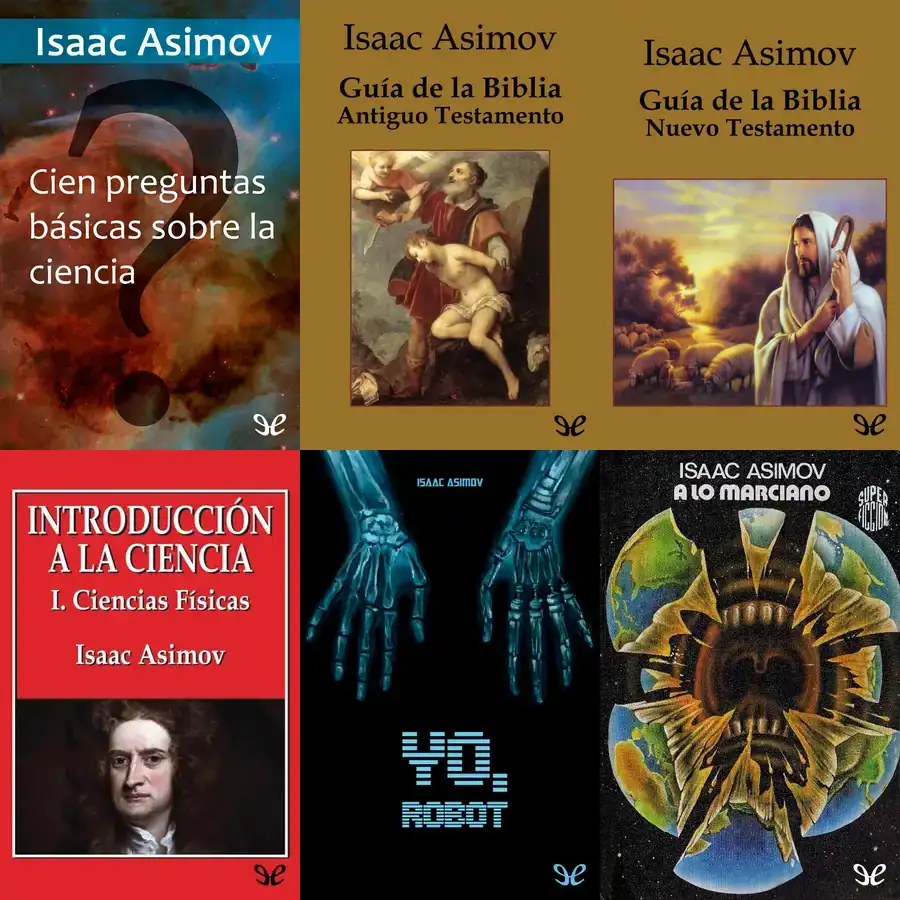 Isaac Asimov
Cien preguntas
básicas sobre la
ciencia
Isaac Asimov
Guía de la Biblia
Antiguo Testamento
Isaac Asimov
Guía de la Biblia
Nuevo Testamento
INTRODUCCIÓN
A LA CIENCIA
I. Ciencias Físicas
Isaac Asimov
ISAAC ASIMOV
YO,
ROBOT
ISAAC ASIMOV
A LO MARCIANO
SUPER
FICCION